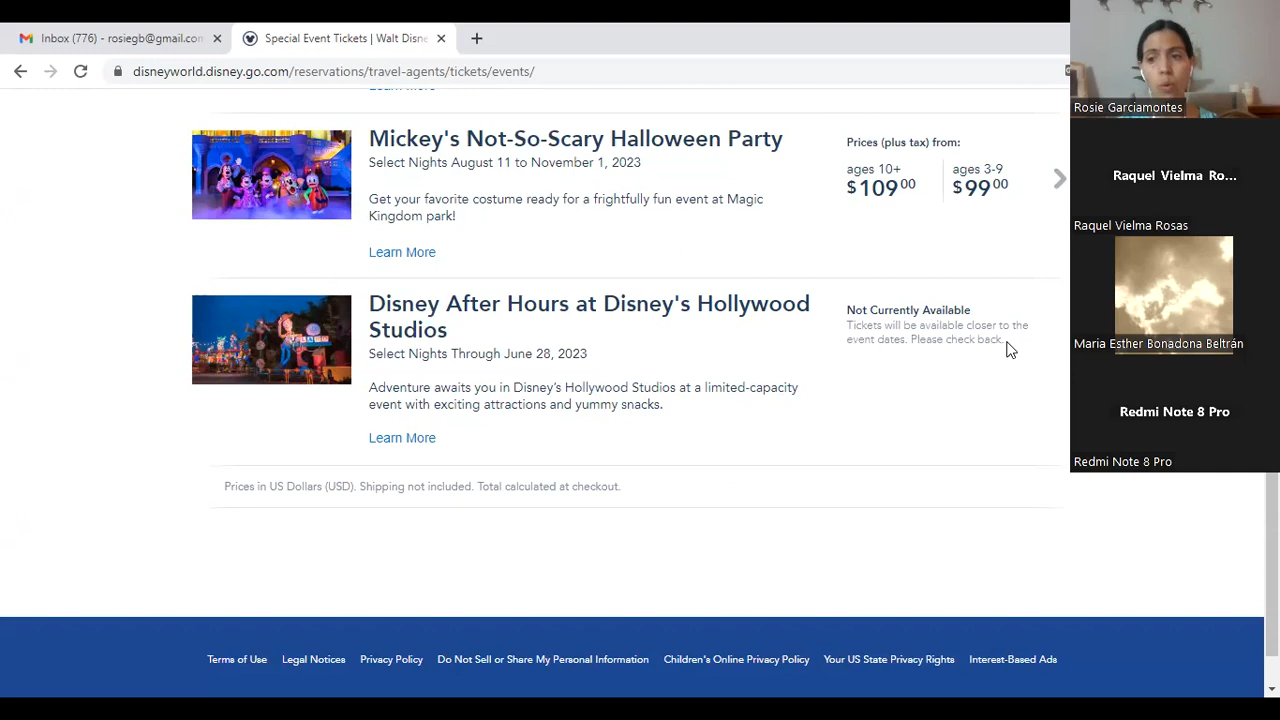 Inbox (776) - rosiegb@gmail.con
Special Event Tickets | Walt Disne
disneyworld.disney.go.com/reservations/travel-agents/tickets/events/
Learn More
Mickey's Not-So-Scary Halloween Party
Select Nights August 11 to November 1, 2023
Get your favorite costume ready for a frightfully fun event at Magic
Kingdom park!
Learn More
Prices (plus tax) from:
ages 10+
$109.00
ages 3-9
$99.00
Disney After Hours at Disney's Hollywood
Studios
Select Nights Through June 28, 2023
Adventure awaits you in Disney's Hollywood Studios at a limited-capacity
event with exciting attractions and yummy snacks.
Learn More
Not Currently Available
Tickets will be available closer to the
event dates. Please check back.
Prices in US Dollars (USD). Shipping not included. Total calculated at checkout.
Terms of Use
Legal Notices
Privacy Policy
Do Not Sell or Share My Personal Information
Children's Online Privacy Policy
Your US State Privacy Rights
Interest-Based Ads
Rosie Garciamontes
Raquel Vielma Ro...
Raquel Vielma Rosas
Maria Esther Bonadona Beltrán
Redmi Note 8 Pro
Redmi Note 8 Pro